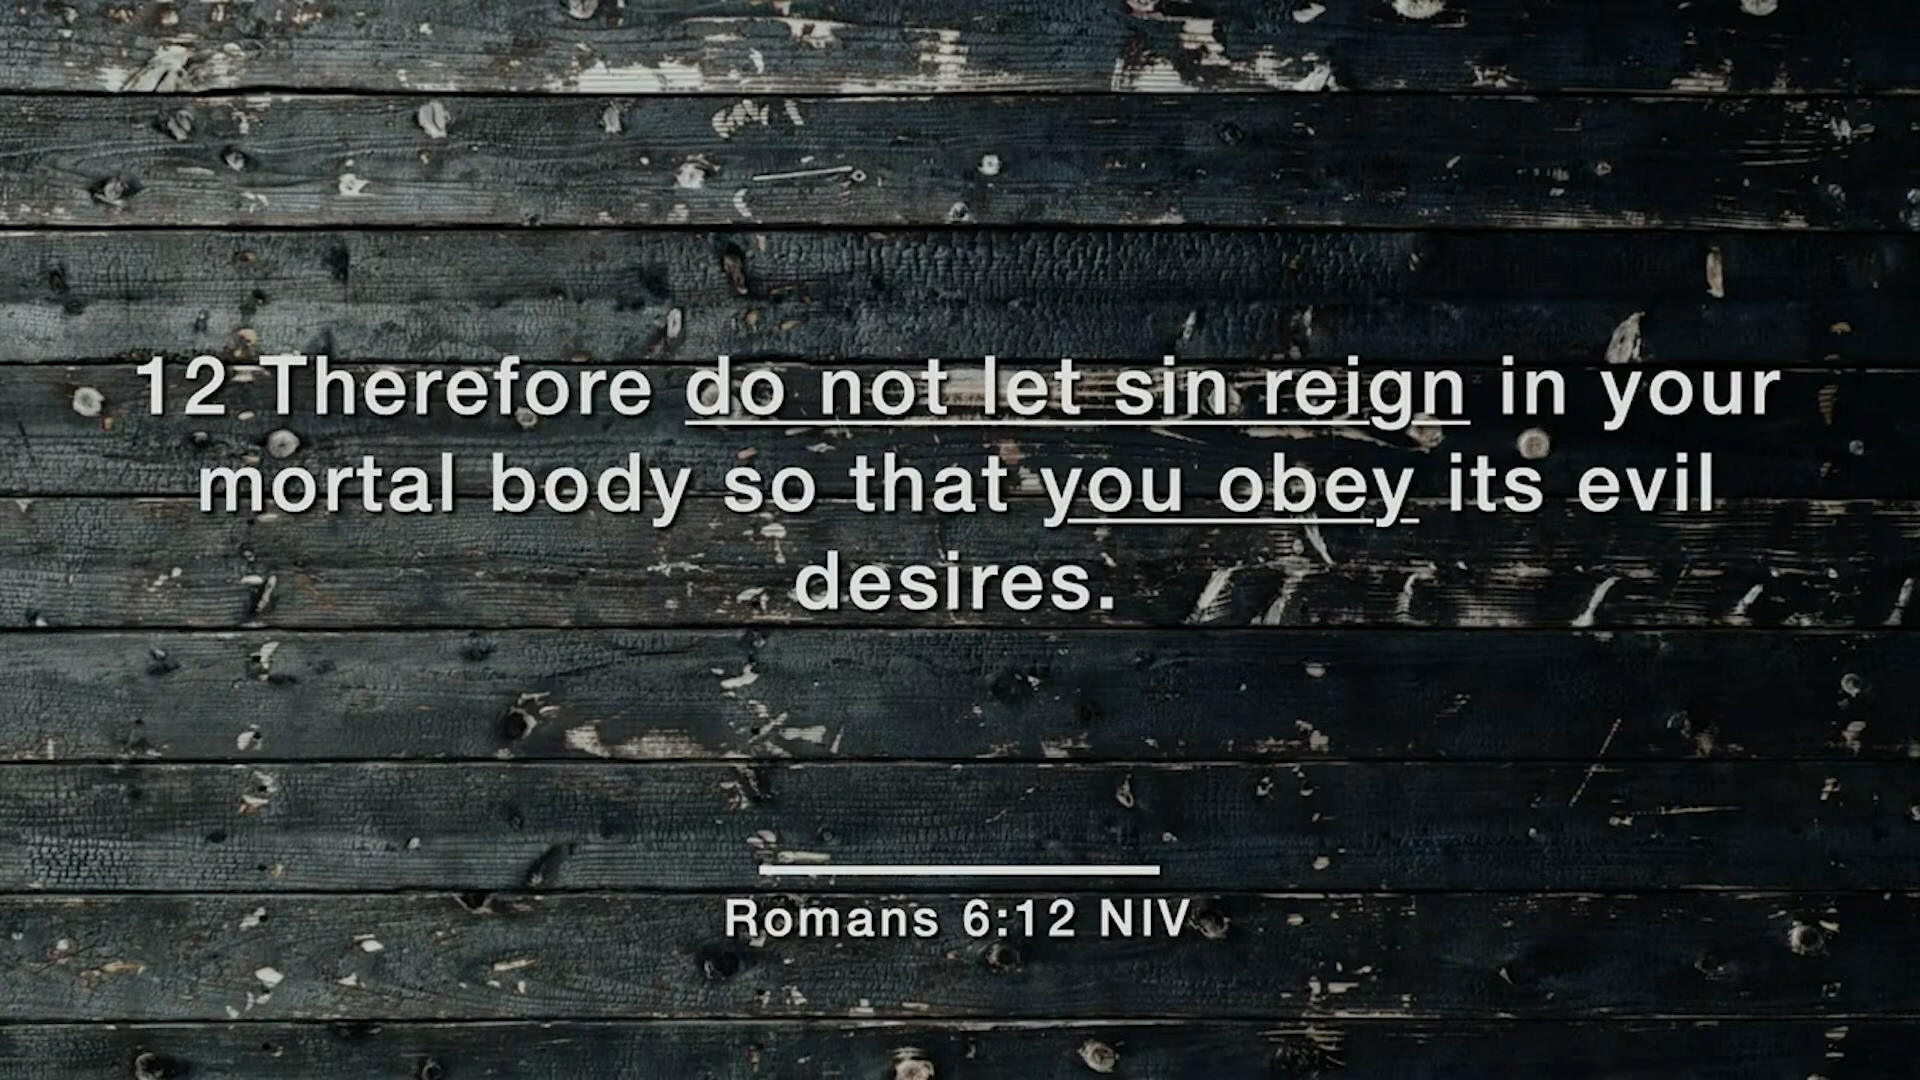 12 Therefore do not let sin reign in your
mortal body so that you obey its evil
desires.
Romans 6:12 NIV